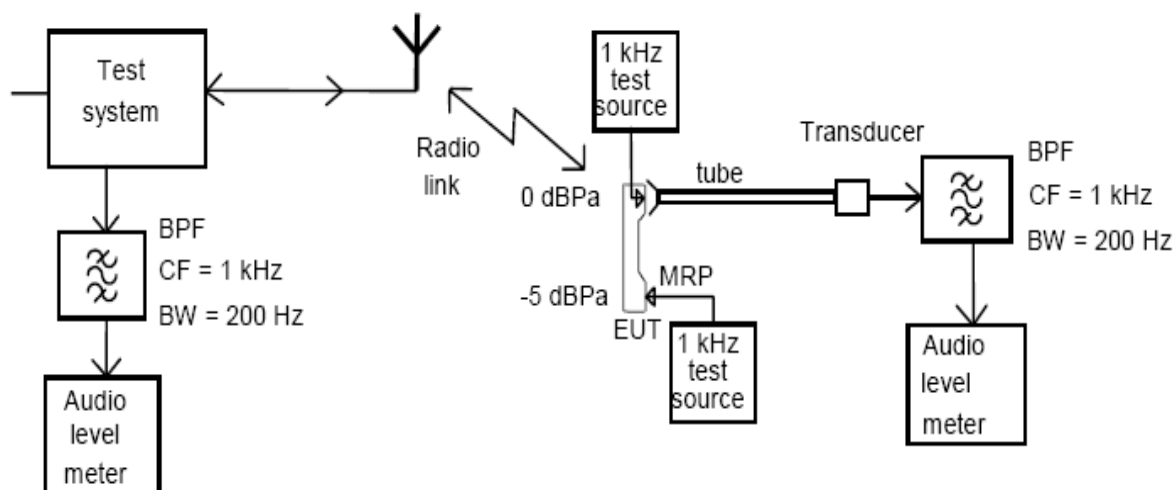 Test
system
Radio
link
BPF
CF = 1 kHz
BW = 200 Hz
Audio
level
meter
1 kHz
test
source
0 dBPa
-5 dBPa
tube
Transducer
MRP
EUT
1 kHz
test
source
BPF
CF = 1 kHz
BW = 200 Hz
Audio
level
meter